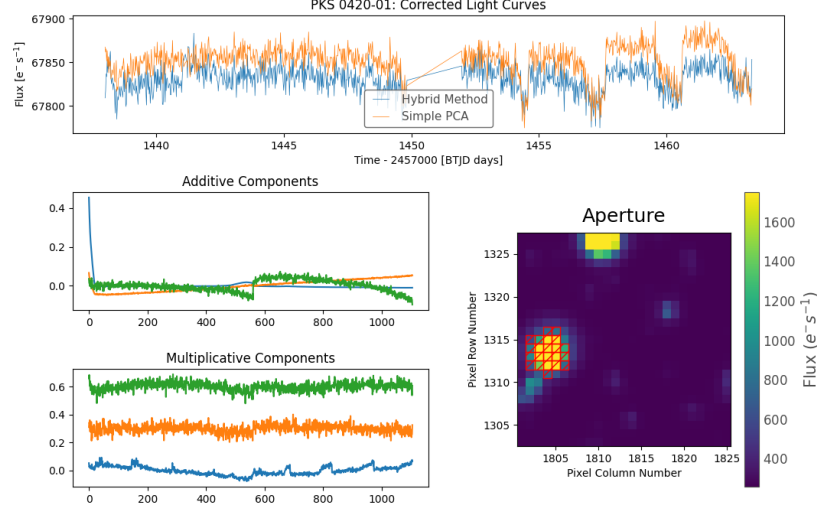 PKS 0420-01: Corrected Light Curves
Flux [e⁻ s⁻¹]
67900
67850
67800
Hybrid Method
Simple PCA
1440 1445 1450 1455 1460
Time - 2457000 [BTJD days]
Additive Components
0.4
0.2
0.0
0 200 400 600 800 1000
Multiplicative Components
0.6
0.4
0.2
0.0
0 200 400 600 800 1000
Aperture
Pixel Row Number
1325
1320
1315
1310
1305
1805 1810 1815 1820 1825
Pixel Column Number
1600
1400
1200
1000
800
600
400
Flux (e⁻s⁻¹)